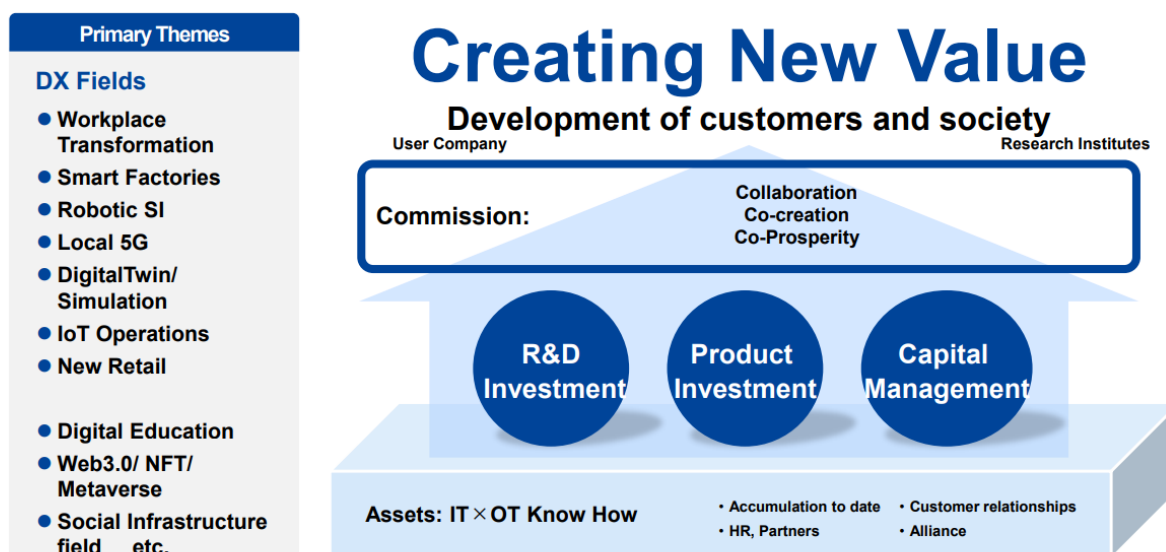 Primary Themes
DX Fields
● Workplace
Transformation
● Smart Factories
● Robotic SI
● Local 5G
● DigitalTwin/
Simulation
● IoT Operations
● New Retail
● Digital Education
● Web3.0/ NFT/
Metaverse
● Social Infrastructure
field etc.
Creating New Value
Development of customers and society
User Company
Research Institutes
Commission:
Collaboration
Co-creation
Co-Prosperity
R&D
Investment
Product
Investment
Capital
Management
Assets: IT×OT Know How
・Accumulation to date
・HR, Partners
・Customer relationships
・Alliance